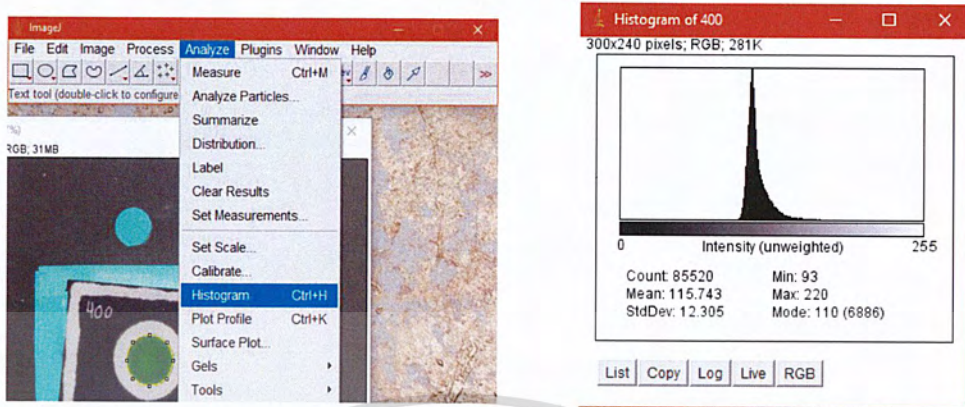 ImageJ
File Edit Image Process Analyze Plugins Window Help
Text tool (double-click to configure
%)
RGB; 31MB
400
Measure Ctrl+M
Analyze Particles...
Summarize
Distribution...
Label
Clear Results
Set Measurements...
Set Scale...
Calibrate...
Histogram Ctrl+H
Plot Profile Ctrl+K
Surface Plot...
Gels
Tools
Histogram of 400
300x240 pixels; RGB; 281K
0 Intensity (unweighted) 255
Count: 85520 Min: 93
Mean: 115.743 Max: 220
StdDev: 12.305 Mode: 110 (6886)
List Copy Log Live RGB